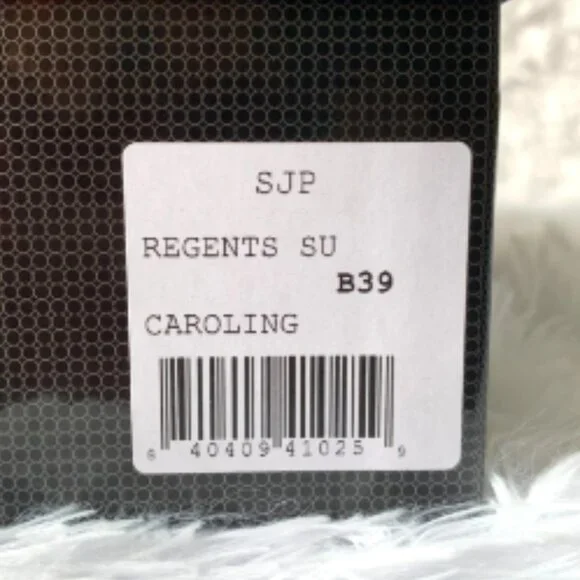 SJP
REGENTS SU
B39
CAROLING
6 40409 41025 9